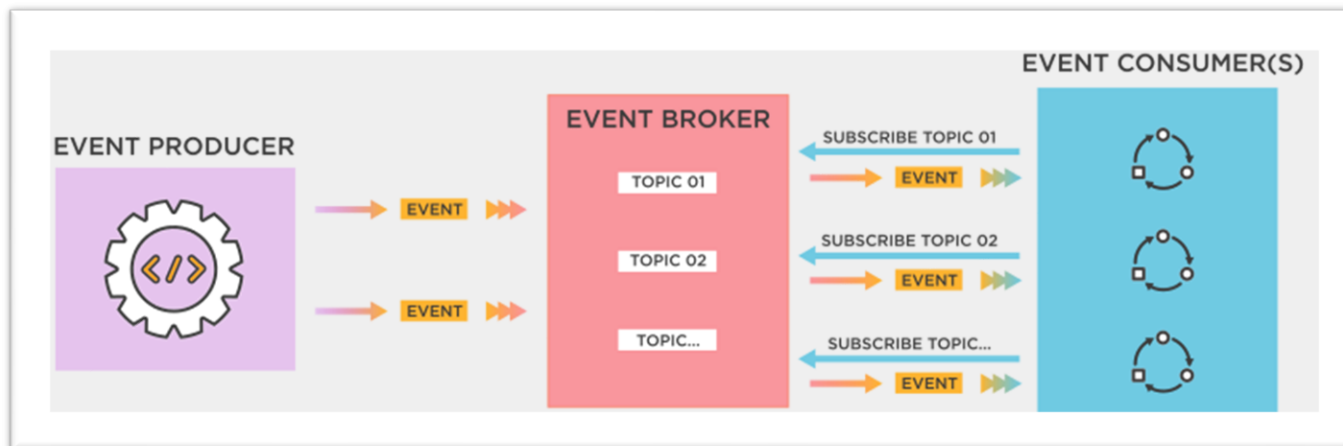 EVENT PRODUCER
</>
EVENT
EVENT
EVENT BROKER
TOPIC 01
TOPIC 02
TOPIC...
EVENT CONSUMER(S)
SUBSCRIBE TOPIC 01
EVENT
SUBSCRIBE TOPIC 02
EVENT
SUBSCRIBE TOPIC...
EVENT